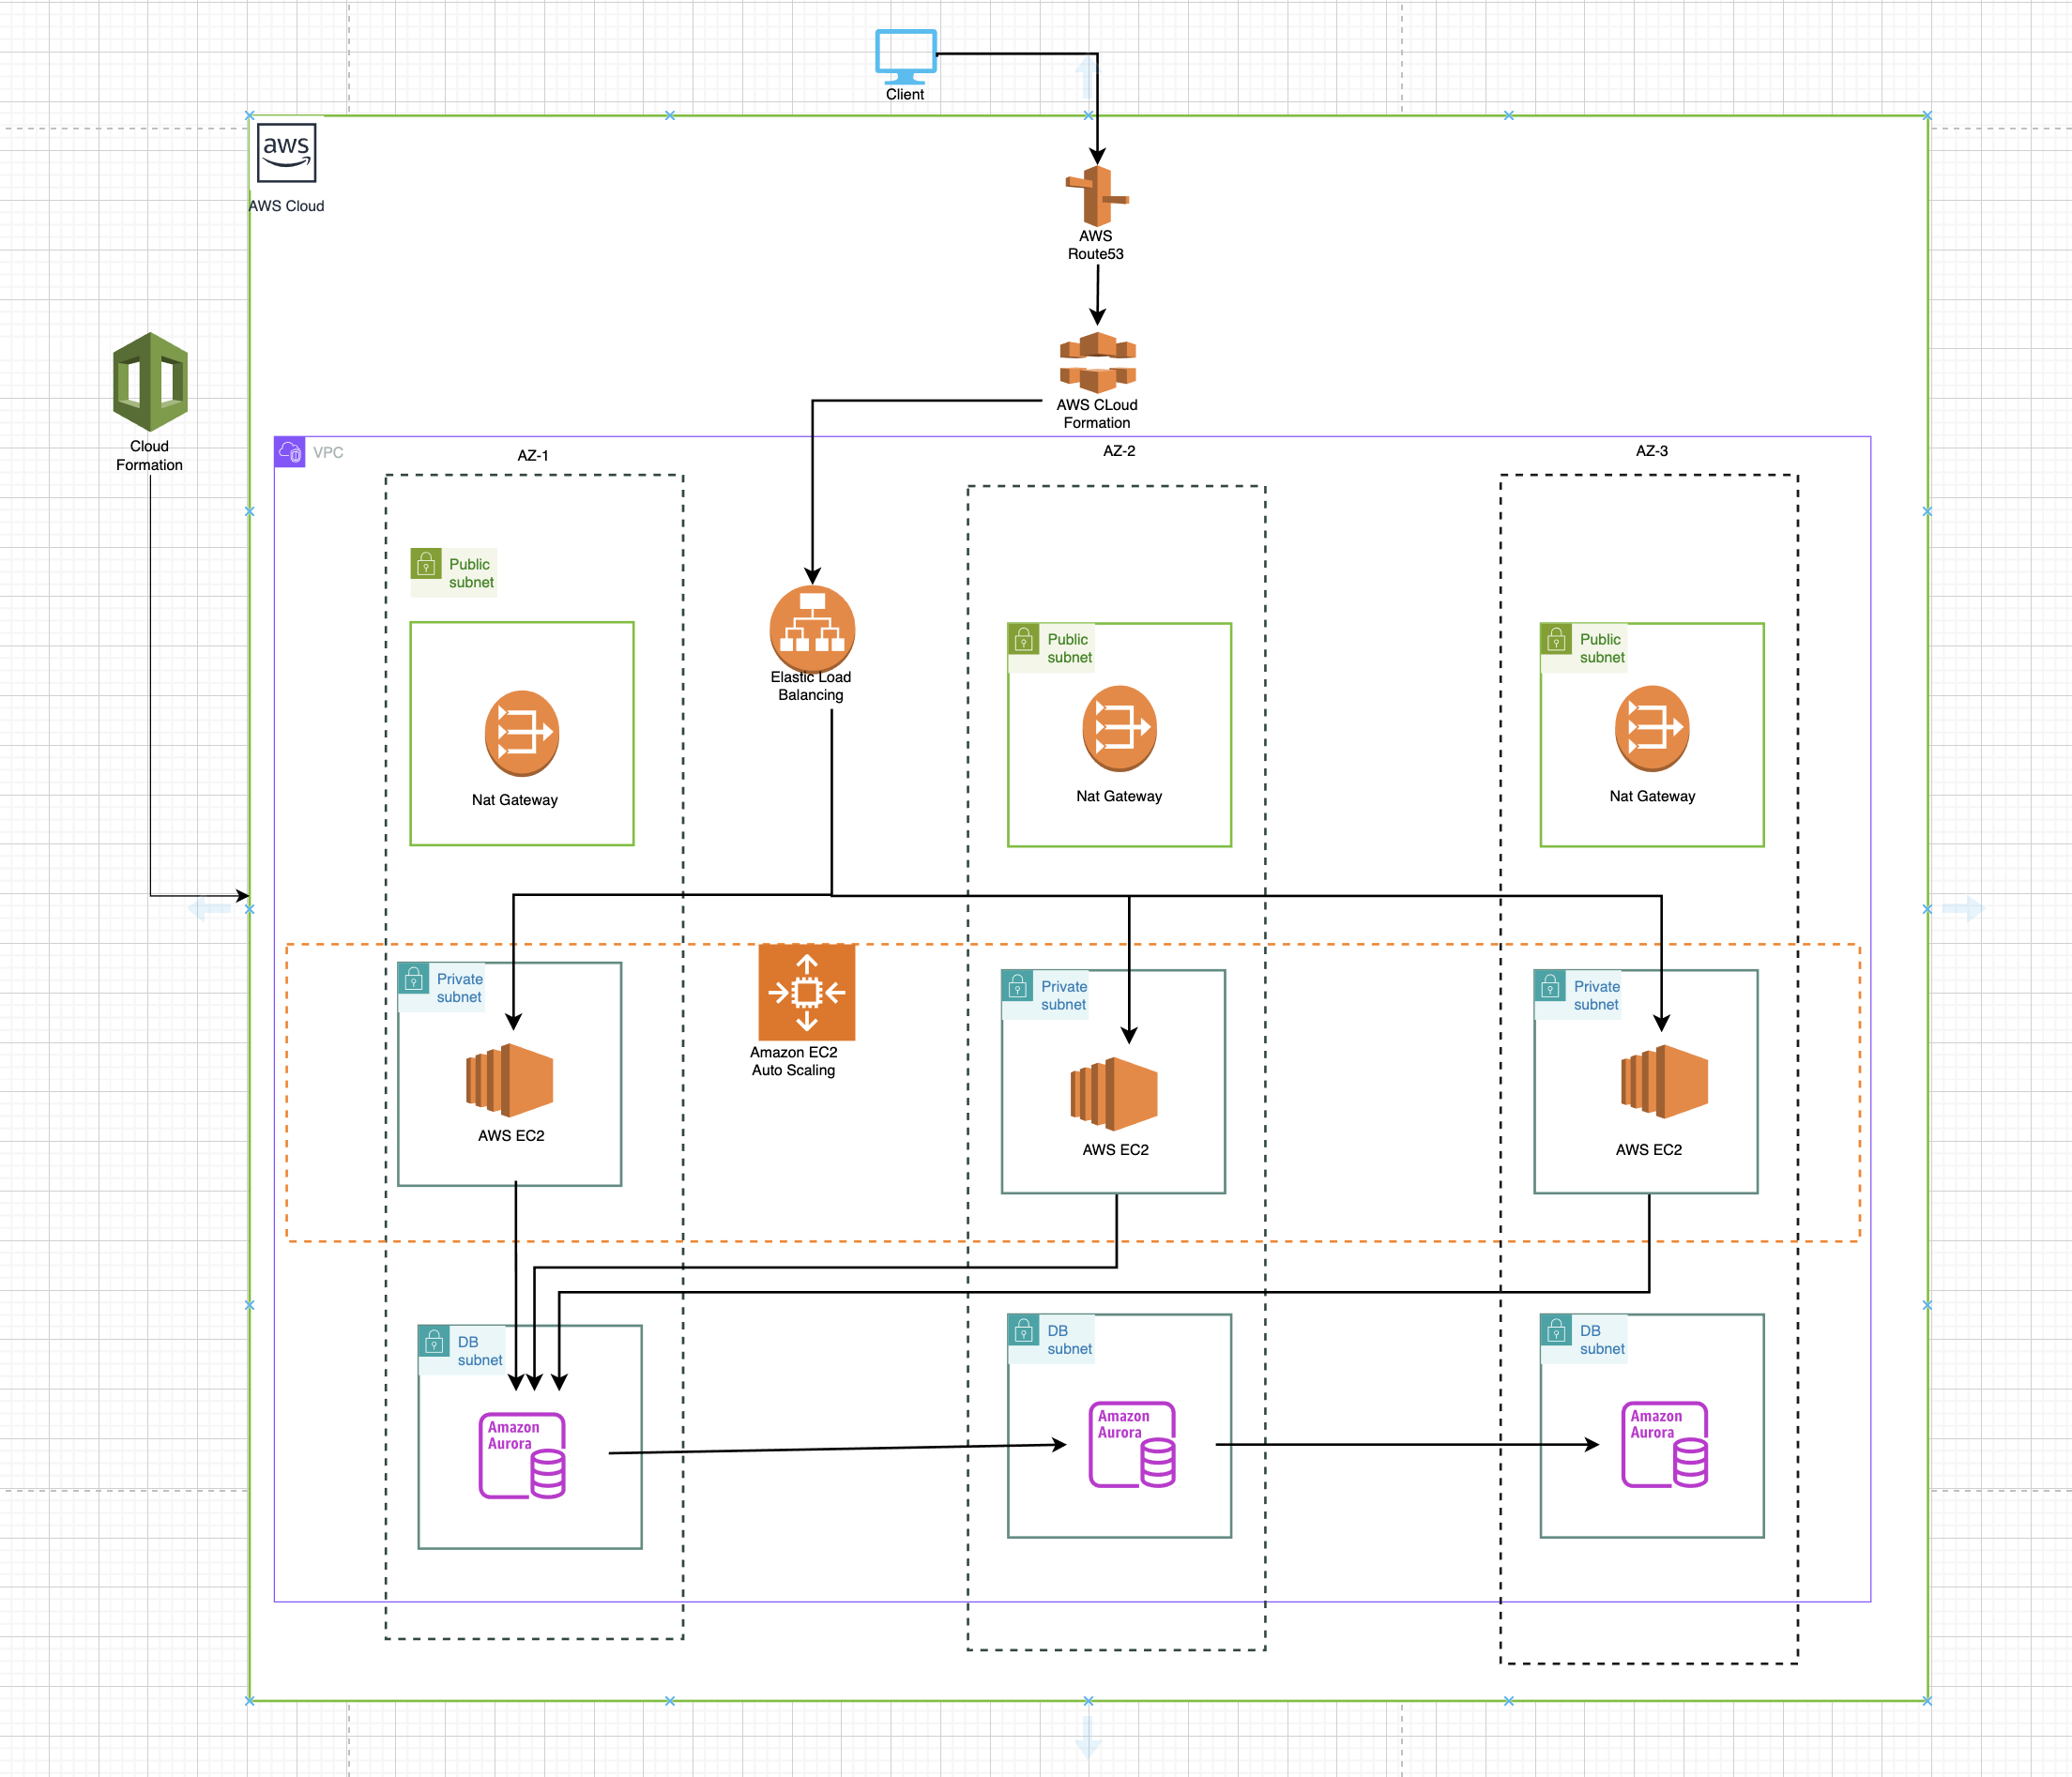 Client
aws
AWS Cloud
AWS
Route53
AWS CLoud
Formation
Cloud
Formation
VPC
AZ-1
AZ-2
AZ-3
Public
subnet
Public
subnet
Public
subnet
Elastic Load
Balancing
Nat Gateway
Nat Gateway
Nat Gateway
Private
subnet
Private
subnet
Private
subnet
Amazon EC2
Auto Scaling
AWS EC2
AWS EC2
AWS EC2
DB
subnet
DB
subnet
DB
subnet
Amazon
Aurora
Amazon
Aurora
Amazon
Aurora